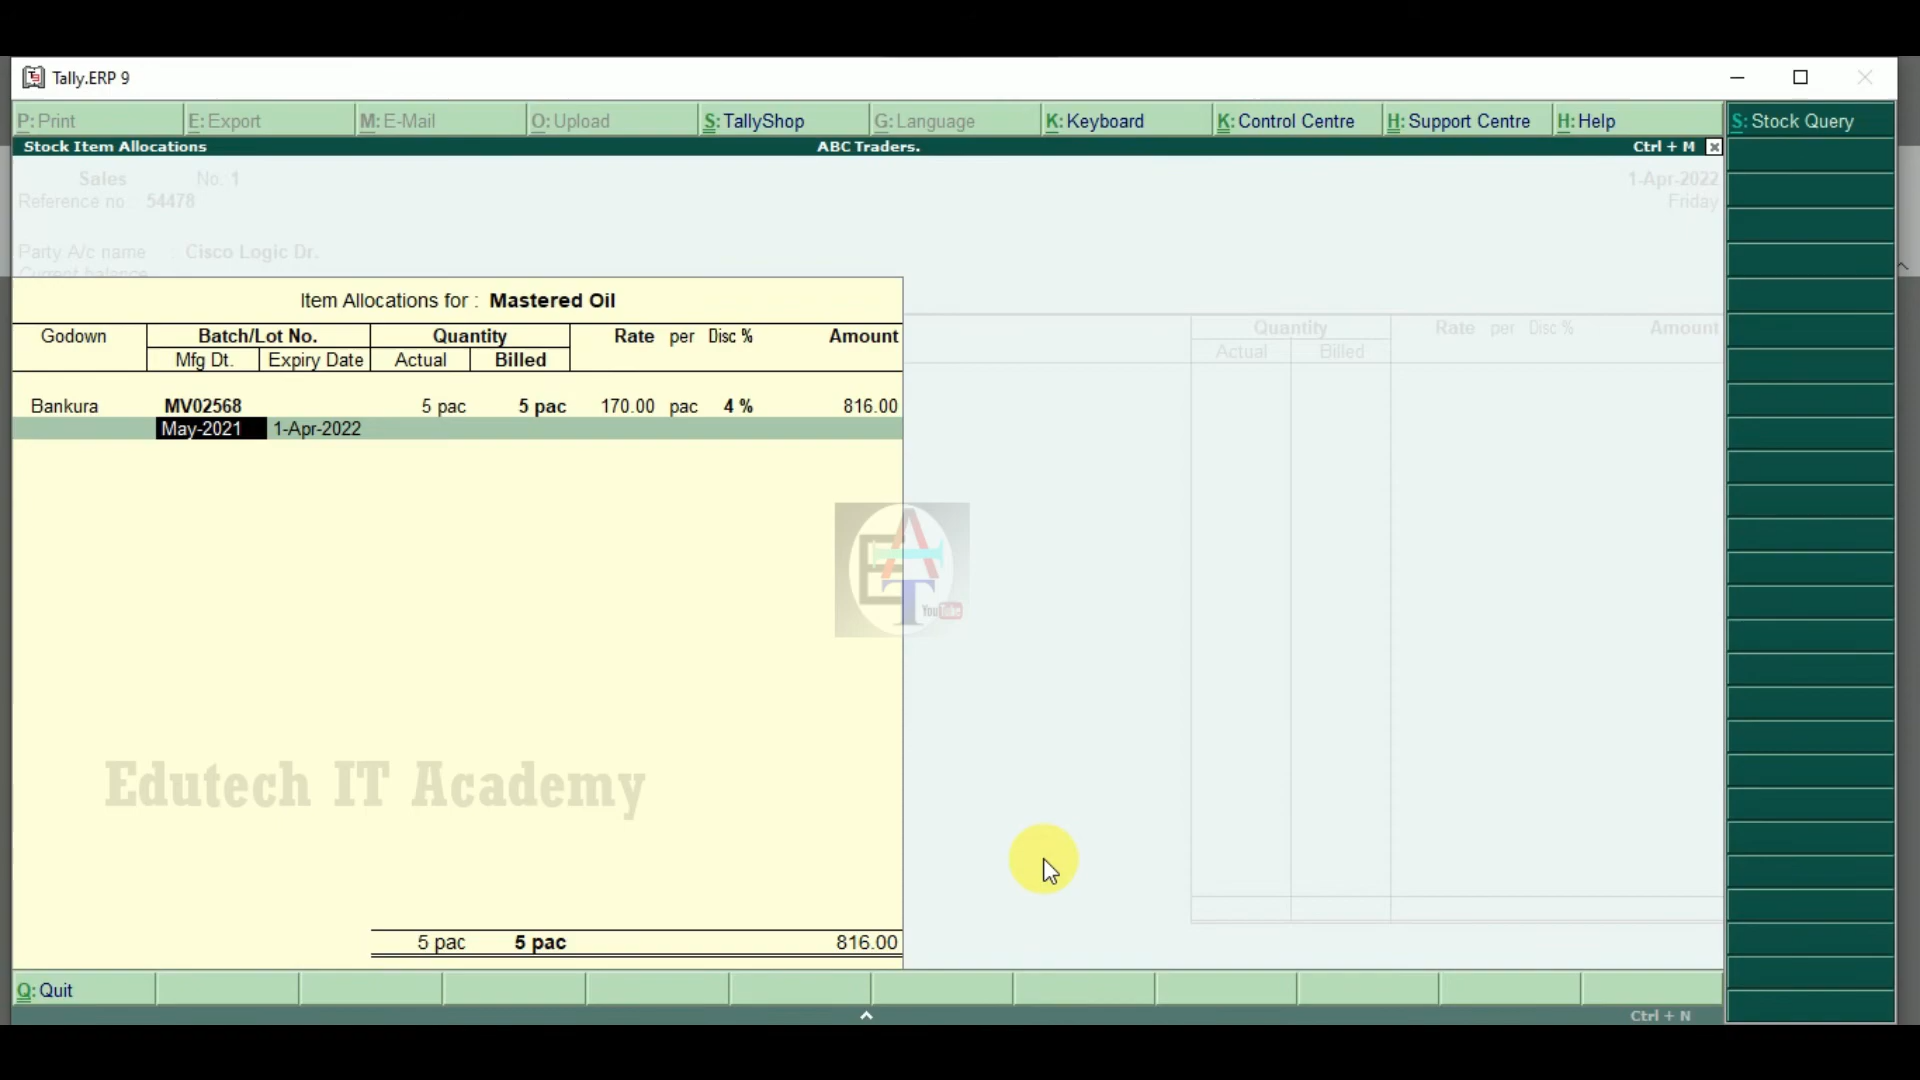 Tally.ERP 9
P: Print E: Export M: E-Mail O: Upload S: TallyShop G: Language K: Keyboard K: Control Centre H: Support Centre H: Help S: Stock Query
Stock Item Allocations ABC Traders. Ctrl + M
Sales No. 1 1-Apr-2022
Reference no.: 54478 Friday
Party A/c name : Cisco Logic Dr.
Current balance
Item Allocations for : Mastered Oil
Godown Batch/Lot No. Quantity Rate per Disc % Amount
Mfg Dt. Expiry Date Actual Billed
Quantity Rate per Disc % Amount
Actual Billed
Bankura MV02568 5 pac 5 pac 170.00 pac 4 % 816.00
May-2021 1-Apr-2022
E A T
YouTube
Edutech IT Academy
5 pac 5 pac 816.00
Q: Quit
Ctrl + N